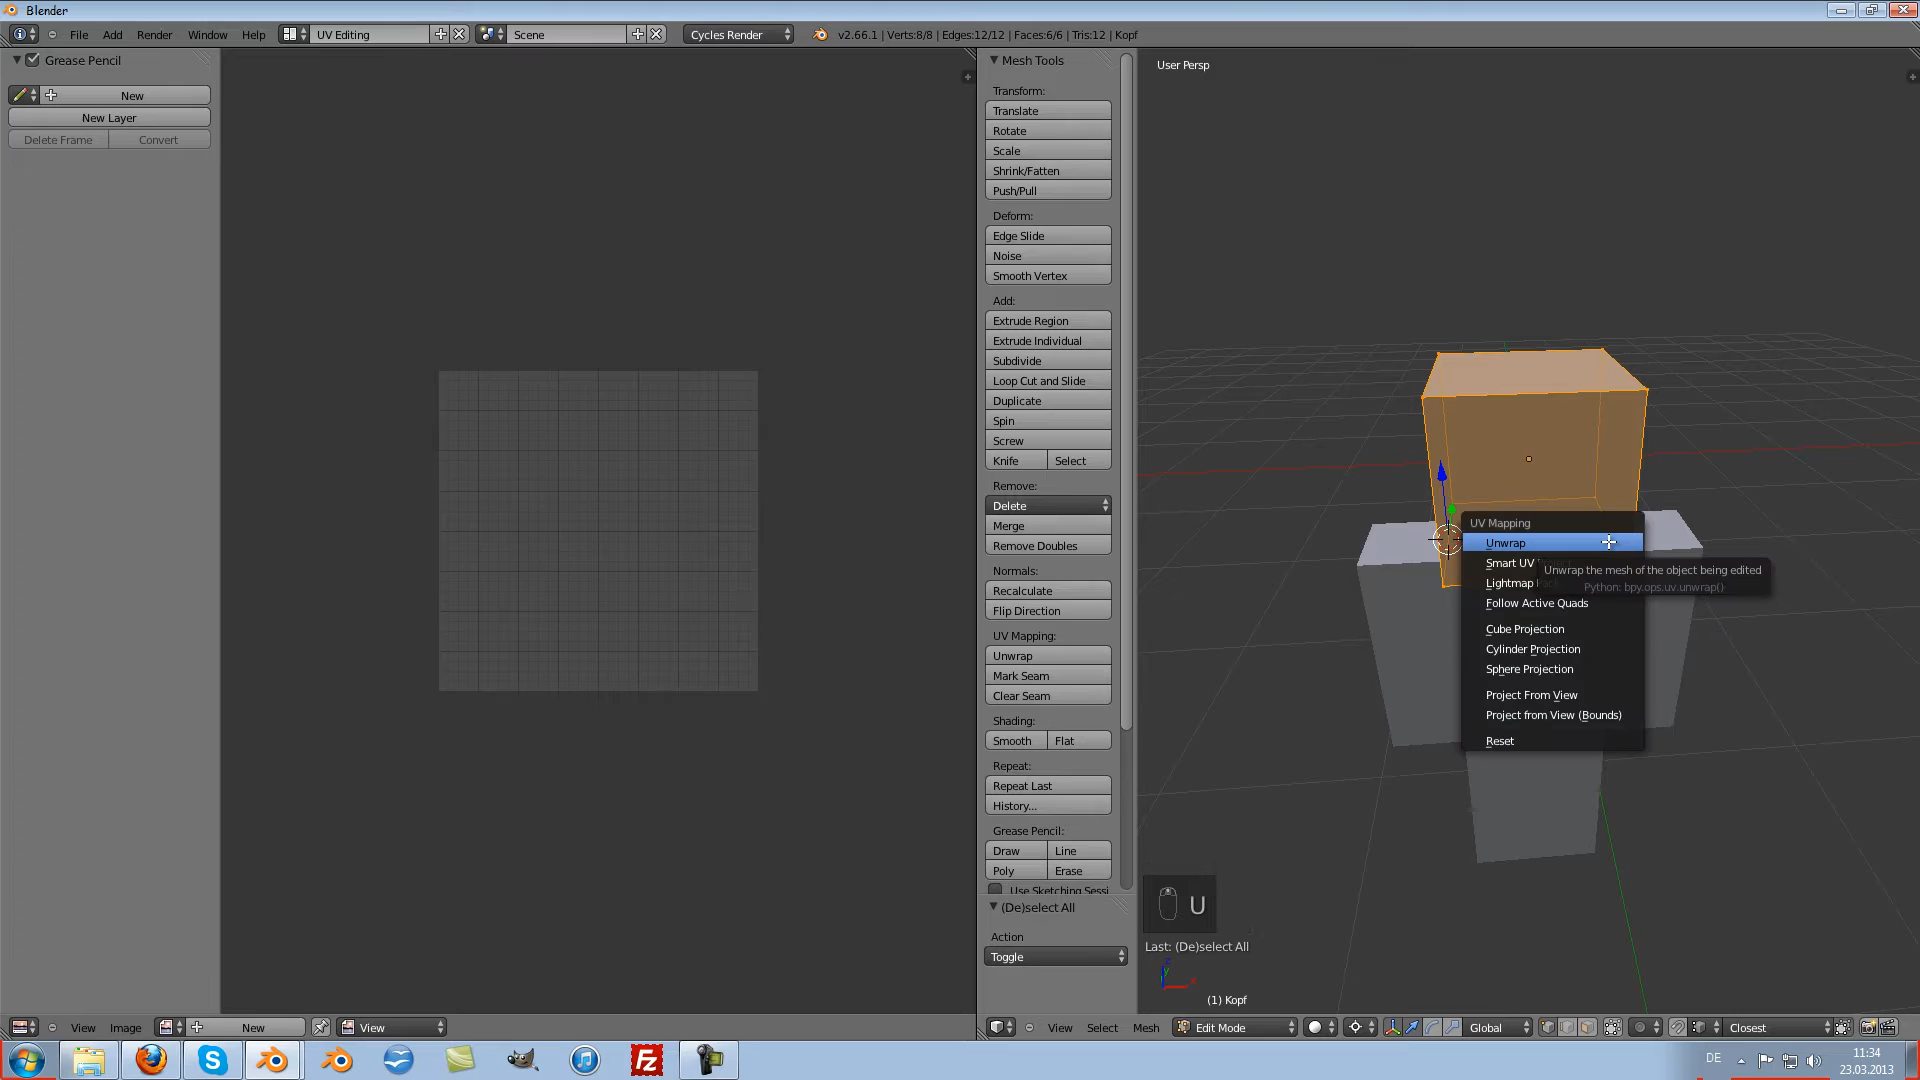 Blender
File Add Render Window Help UV Editing Scene Cycles Render v2.66.1 | Verts:8/8 | Edges:12/12 | Faces:6/6 | Tris:12 | Kopf
Grease Pencil
New
New Layer
Delete Frame Convert
Mesh Tools
Transform:
Translate
Rotate
Scale
Shrink/Fatten
Push/Pull
Deform:
Edge Slide
Noise
Smooth Vertex
Add:
Extrude Region
Extrude Individual
Subdivide
Loop Cut and Slide
Duplicate
Spin
Screw
Knife Select
Remove:
Delete
Merge
Remove Doubles
Normals:
Recalculate
Flip Direction
UV Mapping:
Unwrap
Mark Seam
Clear Seam
Shading:
Smooth Flat
Repeat:
Repeat Last
History...
Grease Pencil:
Draw Line
Poly Erase
Use Sketching Sessi
(De)select All
Action
Toggle
User Persp
UV Mapping
Unwrap
Smart UV
Lightmap
Follow Active Quads
Cube Projection
Cylinder Projection
Sphere Projection
Project From View
Project from View (Bounds)
Reset
Unwrap the mesh of the object being edited
Python: bpy.ops.uv.unwrap()
U
Last: (De)select All
z
y
x
(1) Kopf
View Image New View
View Select Mesh Edit Mode Global Closest
S
Fz
DE
11:34
23.03.2013